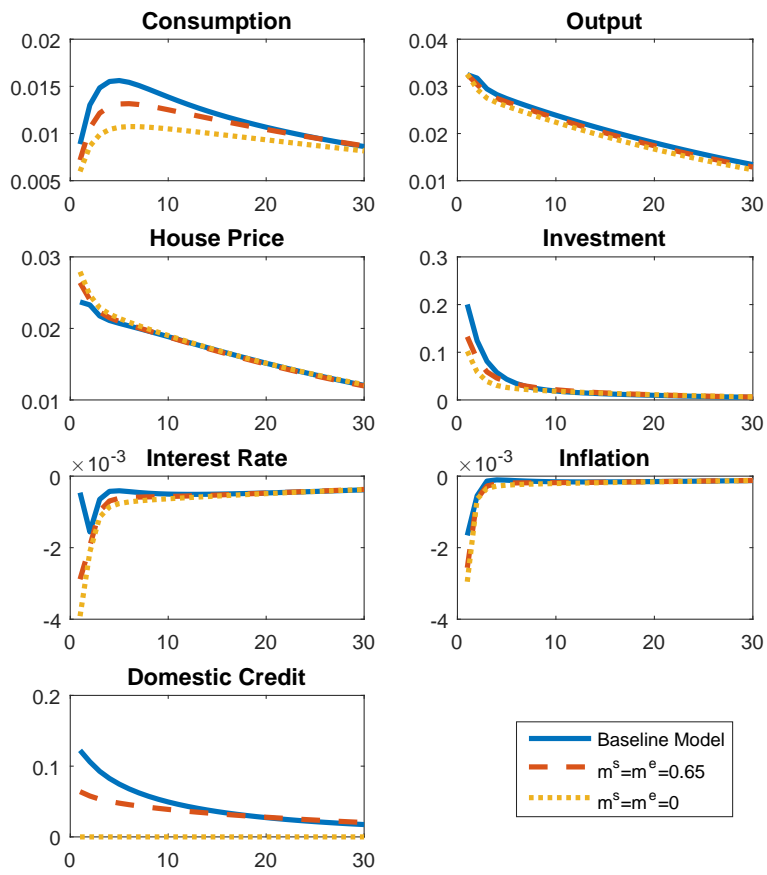 Consumption
0.02
0.015
0.01
0.005
0 10 20 30
Output
0.04
0.03
0.02
0.01
0 10 20 30
House Price
0.03
0.02
0.01
0 10 20 30
Investment
0.3
0.2
0.1
0
0 10 20 30
×10⁻³ Interest Rate
0
-2
-4
0 10 20 30
×10⁻³ Inflation
0
-2
-4
0 10 20 30
Domestic Credit
0.2
0.1
0
0 10 20 30
Baseline Model
mˢ=mᵉ=0.65
mˢ=mᵉ=0